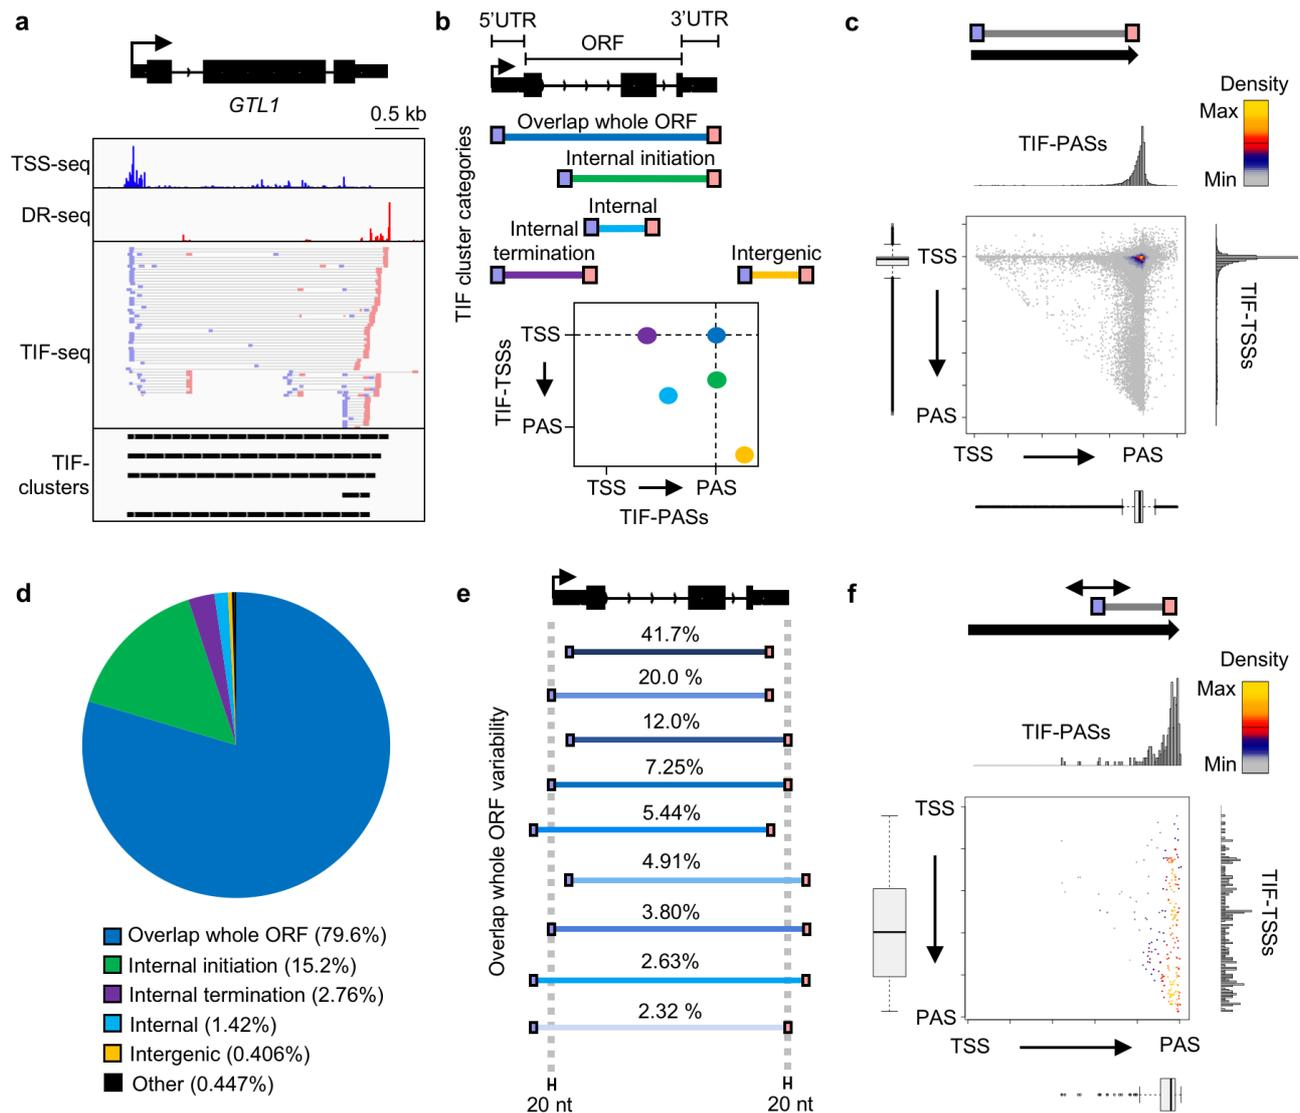 a
GTL1
0.5 kb
TSS-seq
DR-seq
TIF-seq
TIF-
clusters
b
5'UTR
3'UTR
ORF
TIF cluster categories
Overlap whole ORF
Internal initiation
Internal
Internal
termination
Intergenic
TSS
TIF-TSSs
PAS
TSS
PAS
TIF-PASs
c
Density
Max
Min
TIF-PASs
TSS
PAS
TIF-TSSs
TSS
PAS
d
Overlap whole ORF (79.6%)
Internal initiation (15.2%)
Internal termination (2.76%)
Internal (1.42%)
Intergenic (0.406%)
Other (0.447%)
e
Overlap whole ORF variability
41.7%
20.0 %
12.0%
7.25%
5.44%
4.91%
3.80%
2.63%
2.32 %
20 nt
20 nt
f
Density
Max
Min
TIF-PASs
TSS
PAS
TIF-TSSs
TSS
PAS